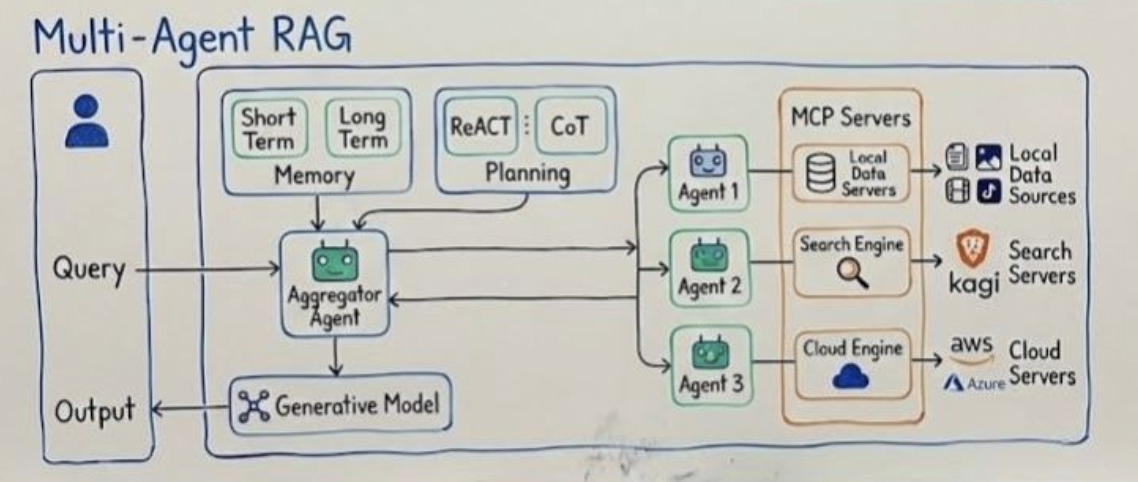 Multi-Agent RAG
Short
Term
Long
Term
Memory
ReACT
CoT
Planning
Query
Aggregator
Agent
Generative Model
Output
Agent 1
Agent 2
Agent 3
MCP Servers
Local
Data
Servers
Search Engine
Cloud Engine
Local
Data
Sources
kagi
Search
Servers
aws
Azure
Cloud
Servers